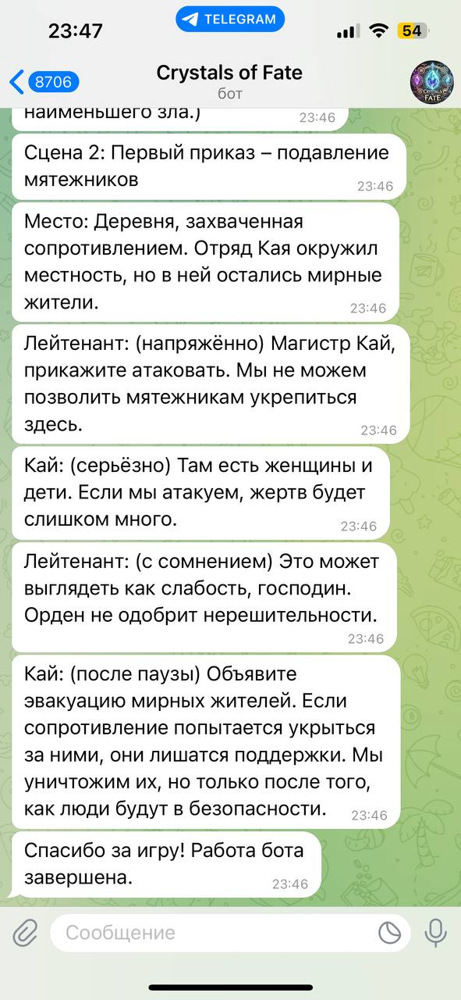 23:47
TELEGRAM
54
8706
Crystals of Fate
бот
CRYSTALS
FATE
наименьшего зла.)
23:46
Сцена 2: Первый приказ – подавление
мятежников
23:46
Место: Деревня, захваченная
сопротивлением. Отряд Кая окружил
местность, но в ней остались мирные
жители.
23:46
Лейтенант: (напряжённо) Магистр Кай,
прикажите атаковать. Мы не можем
позволить мятежникам укрепиться
здесь.
23:46
Кай: (серьёзно) Там есть женщины и
дети. Если мы атакуем, жертв будет
слишком много.
23:46
Лейтенант: (с сомнением) Это может
выглядеть как слабость, господин.
Орден не одобрит нерешительности.
23:46
Кай: (после паузы) Объявите
эвакуацию мирных жителей. Если
сопротивление попытается укрыться
за ними, они лишатся поддержки. Мы
уничтожим их, но только после того,
как люди будут в безопасности.
23:46
Спасибо за игру! Работа бота
завершена.
23:46
Сообщение